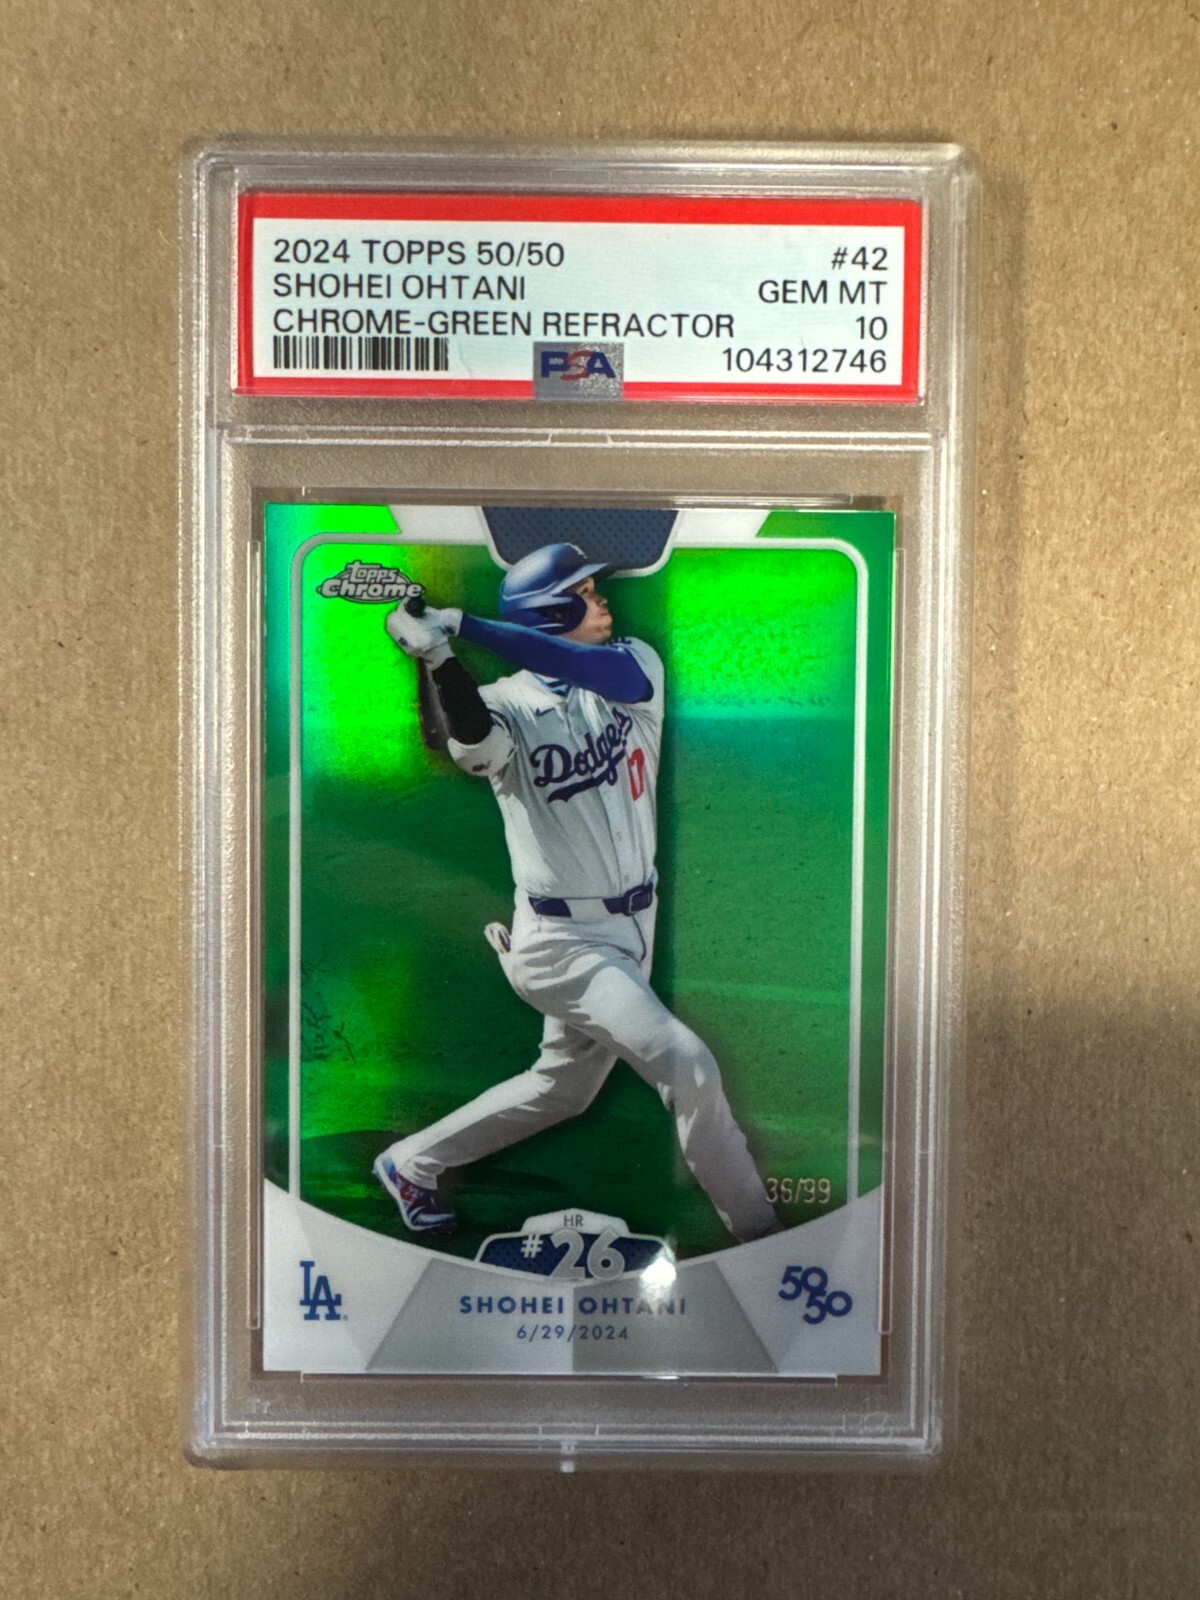 2024 TOPPS 50/50 #42
SHOHEI OHTANI GEM MT
CHROME-GREEN REFRACTOR 10
PSA 104312746
Topps
Chrome
Dodgers
17
36/99
HR
#26
LA
50/50
SHOHEI OHTANI
6/29/2024